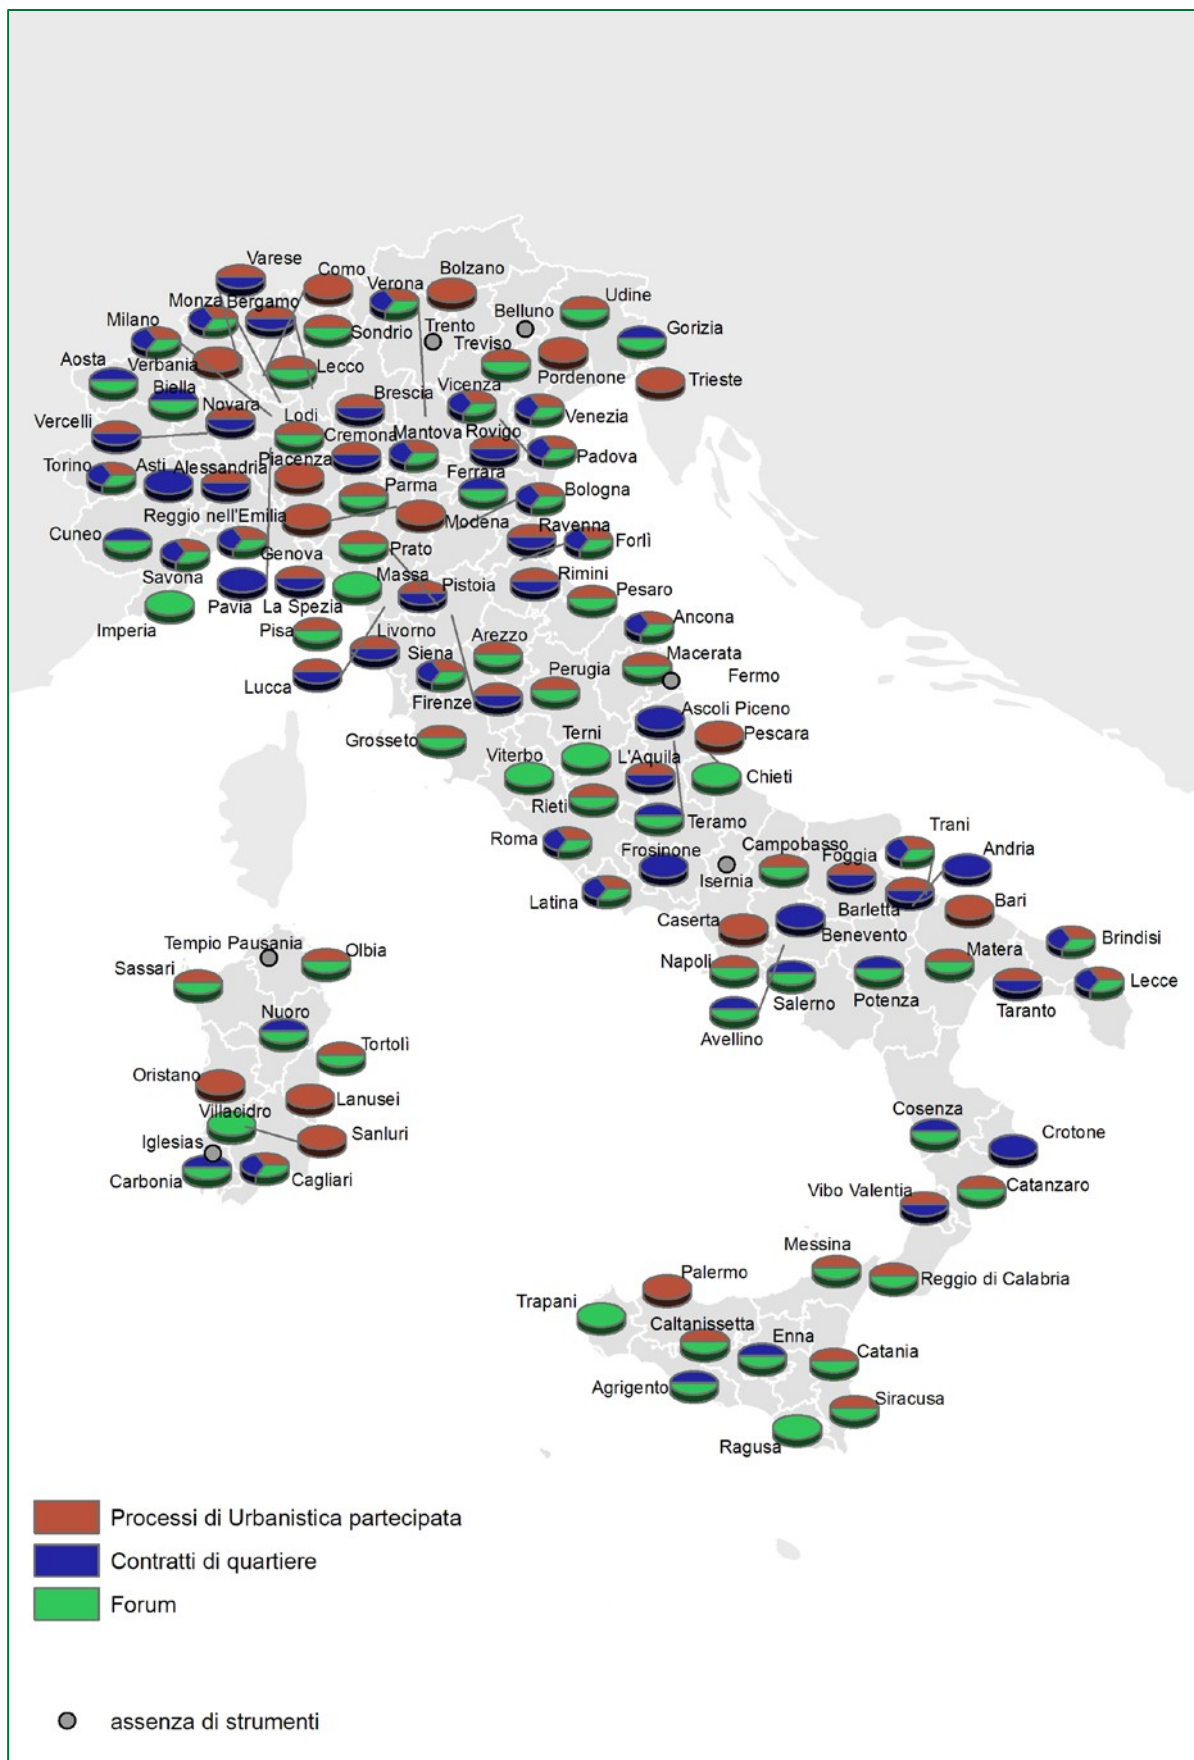 Varese
Como
Bolzano
Verona
Monza
Bergamo
Udine
Belluno
Milano
Sondrio
Trento
Gorizia
Treviso
Aosta
Verbania
Lecco
Pordenone
Trieste
Biella
Brescia
Vicenza
Novara
Venezia
Vercelli
Lodi
Cremona
Mantova
Rovigo
Torino
Asti
Alessandria
Piacenza
Ferrara
Padova
Parma
Bologna
Reggio nell'Emilia
Modena
Ravenna
Cuneo
Genova
Prato
Forlì
Savona
Massa
Pistoia
Rimini
Pavia
La Spezia
Pesaro
Imperia
Pisa
Livorno
Arezzo
Ancona
Siena
Macerata
Lucca
Firenze
Perugia
Fermo
Ascoli Piceno
Grosseto
Terni
Pescara
Viterbo
L'Aquila
Chieti
Rieti
Teramo
Trani
Roma
Frosinone
Campobasso
Foggia
Andria
Isernia
Latina
Barletta
Bari
Caserta
Benevento
Brindisi
Tempio Pausania
Olbia
Napoli
Matera
Sassari
Lecce
Salerno
Potenza
Taranto
Nuoro
Avellino
Tortolì
Oristano
Lanusei
Villacidro
Cosenza
Sanluri
Crotone
Iglesias
Carbonia
Cagliari
Vibo Valentia
Catanzaro
Messina
Palermo
Reggio di Calabria
Trapani
Caltanissetta
Enna
Catania
Agrigento
Siracusa
Ragusa
Processi di Urbanistica partecipata
Contratti di quartiere
Forum
assenza di strumenti